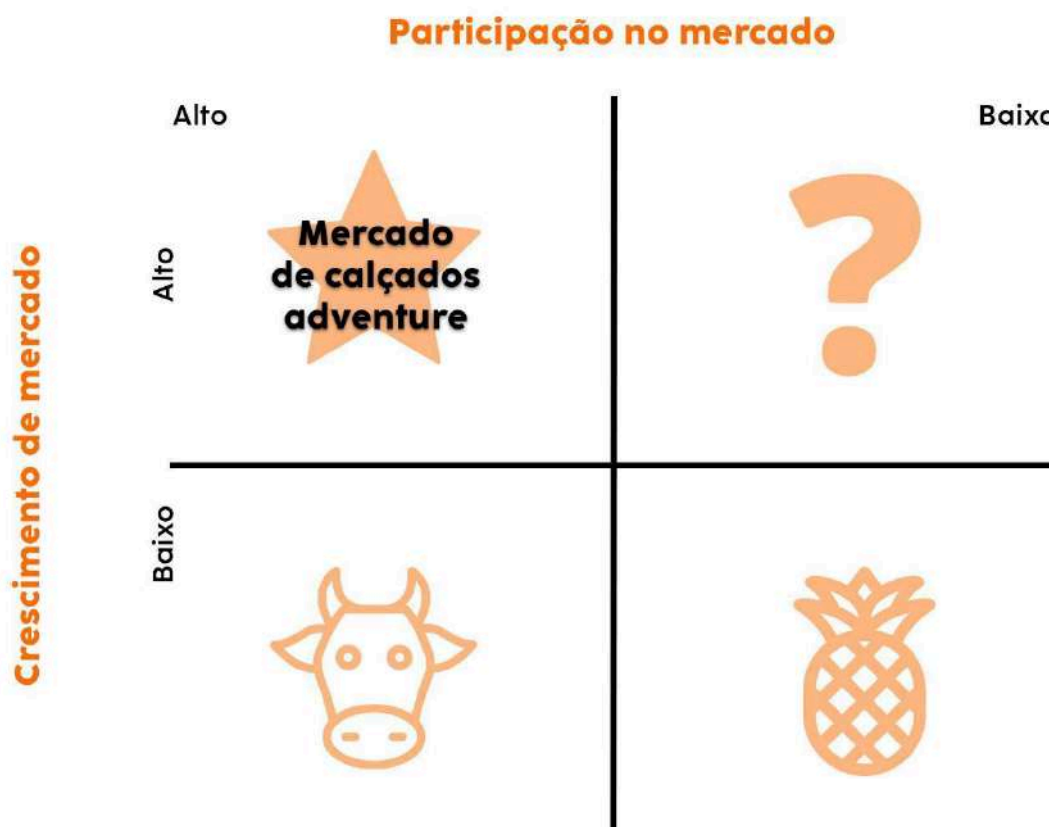 Participação no mercado
Alto
Baixo
Crescimento de mercado
Alto
Mercado
de calçados
adventure
?
Baixo